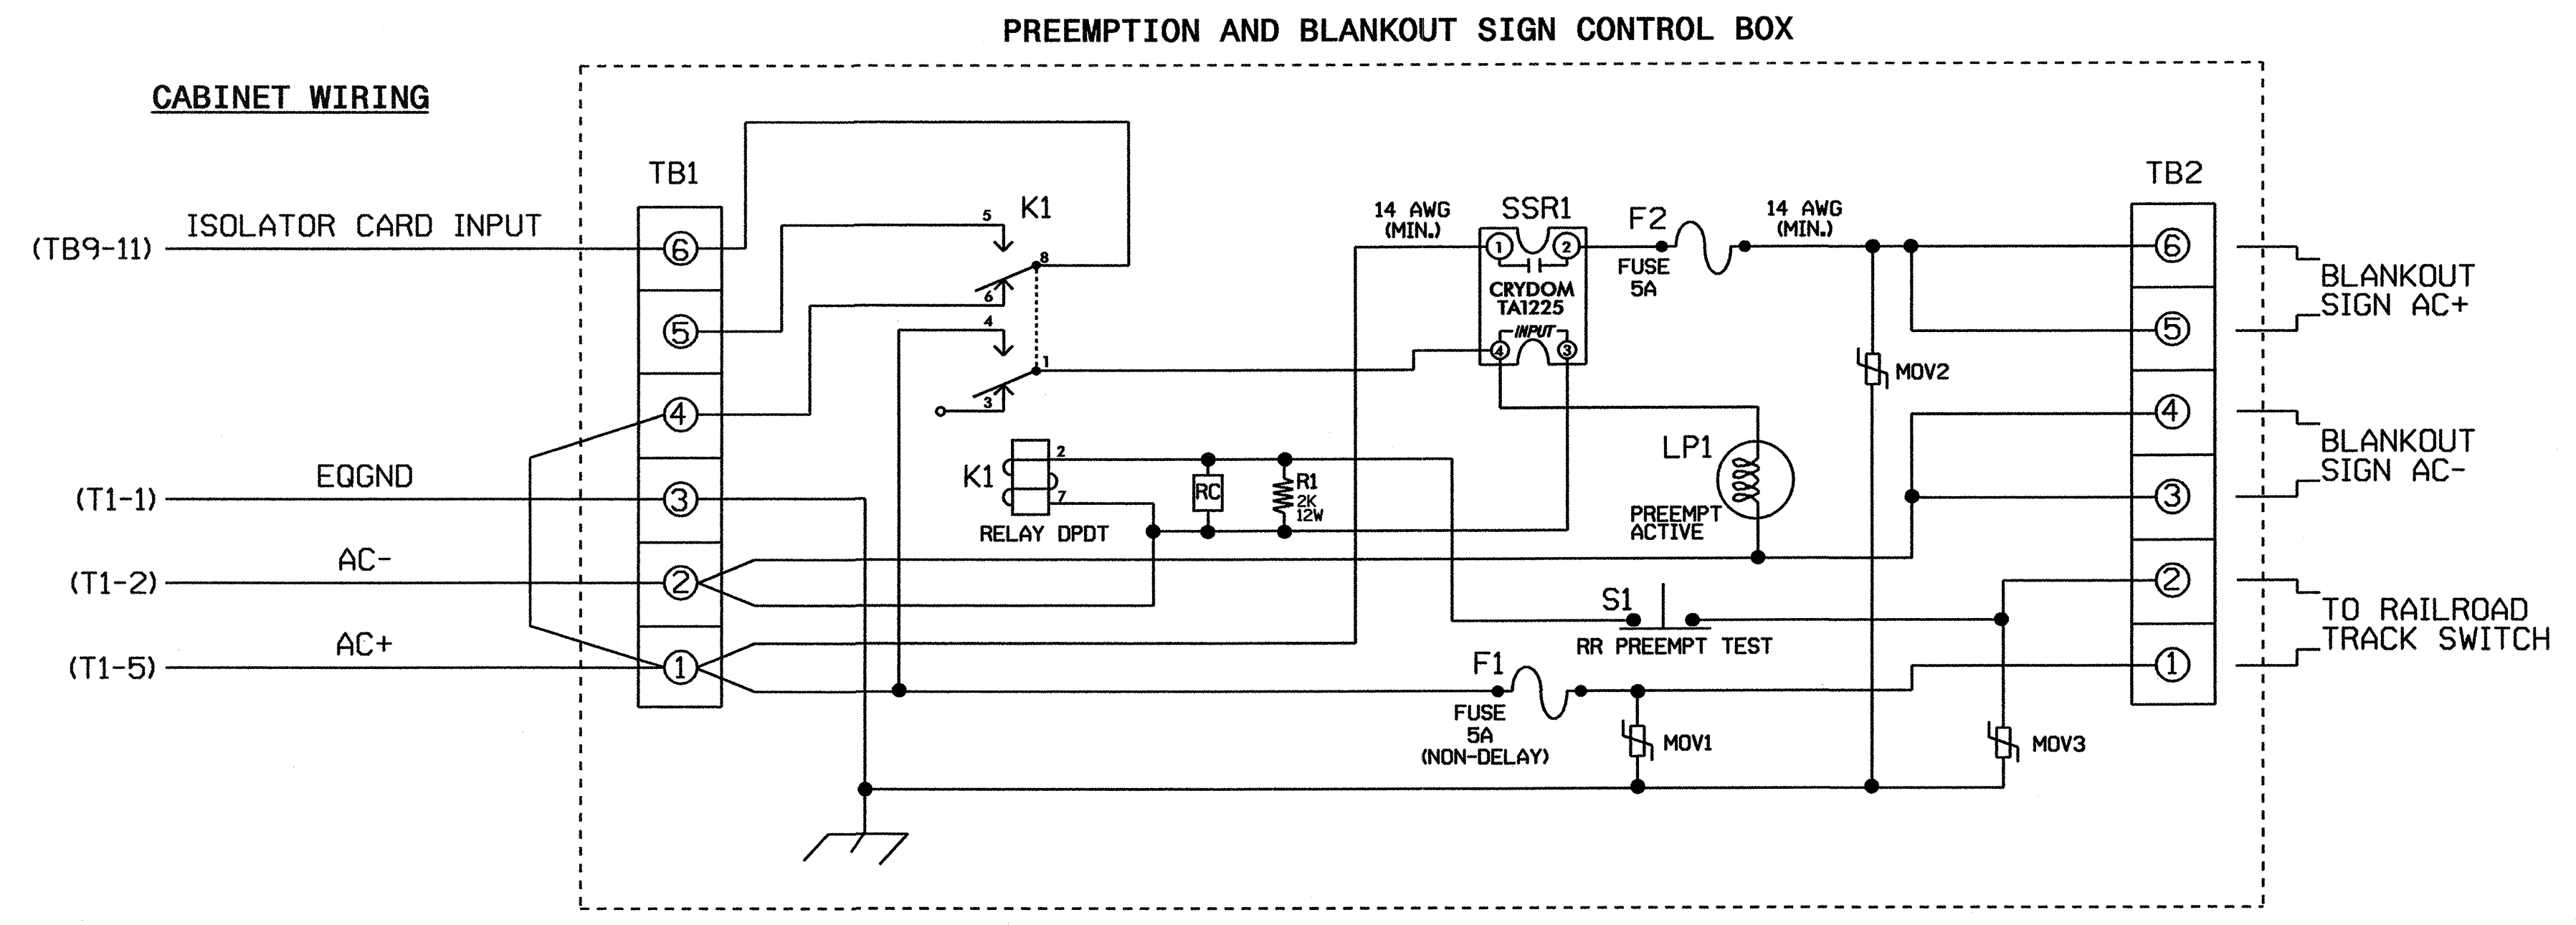 PREEMPTION AND BLANKOUT SIGN CONTROL BOX
CABINET WIRING
TB1
6
5
4
3
2
1
(TB9-11)
ISOLATOR CARD INPUT
(T1-1)
EQGND
(T1-2)
AC-
(T1-5)
AC+
K1
5
8
6
4
1
3
K1
2
7
RELAY DPDT
RC
R1
2K
12W
14 AWG
(MIN.)
SSR1
1
2
CRYDOM
TA1225
INPUT
4
3
F2
FUSE
5A
14 AWG
(MIN.)
MOV2
LP1
PREEMPT
ACTIVE
S1
RR PREEMPT TEST
F1
FUSE
5A
(NON-DELAY)
MOV1
MOV3
TB2
6
5
4
3
2
1
BLANKOUT
SIGN AC+
BLANKOUT
SIGN AC-
TO RAILROAD
TRACK SWITCH